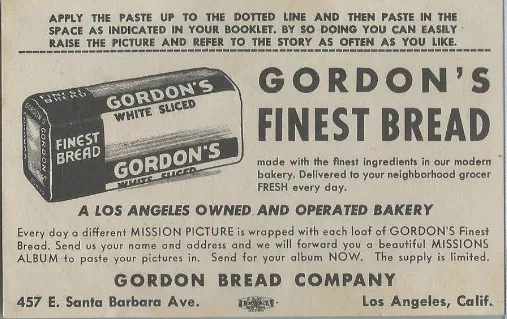 APPLY THE PASTE UP TO THE DOTTED LINE AND THEN PASTE IN THE
SPACE AS INDICATED IN YOUR BOOKLET. BY SO DOING YOU CAN EASILY
RAISE THE PICTURE AND REFER TO THE STORY AS OFTEN AS YOU LIKE.
FINEST BREAD
GORDON'S
WHITE SLICED
FINEST
BREAD
GORDON'S
GORDON'S
WHITE SLICED
GORDON'S
FINEST BREAD
made with the finest ingredients in our modern
bakery. Delivered to your neighborhood grocer
FRESH every day.
A LOS ANGELES OWNED AND OPERATED BAKERY
Every day a different MISSION PICTURE is wrapped with each loaf of GORDON'S Finest
Bread. Send us your name and address and we will forward you a beautiful MISSIONS
ALBUM to paste your pictures in. Send for your album NOW. The supply is limited.
GORDON BREAD COMPANY
457 E. Santa Barbara Ave.
Los Angeles, Calif.